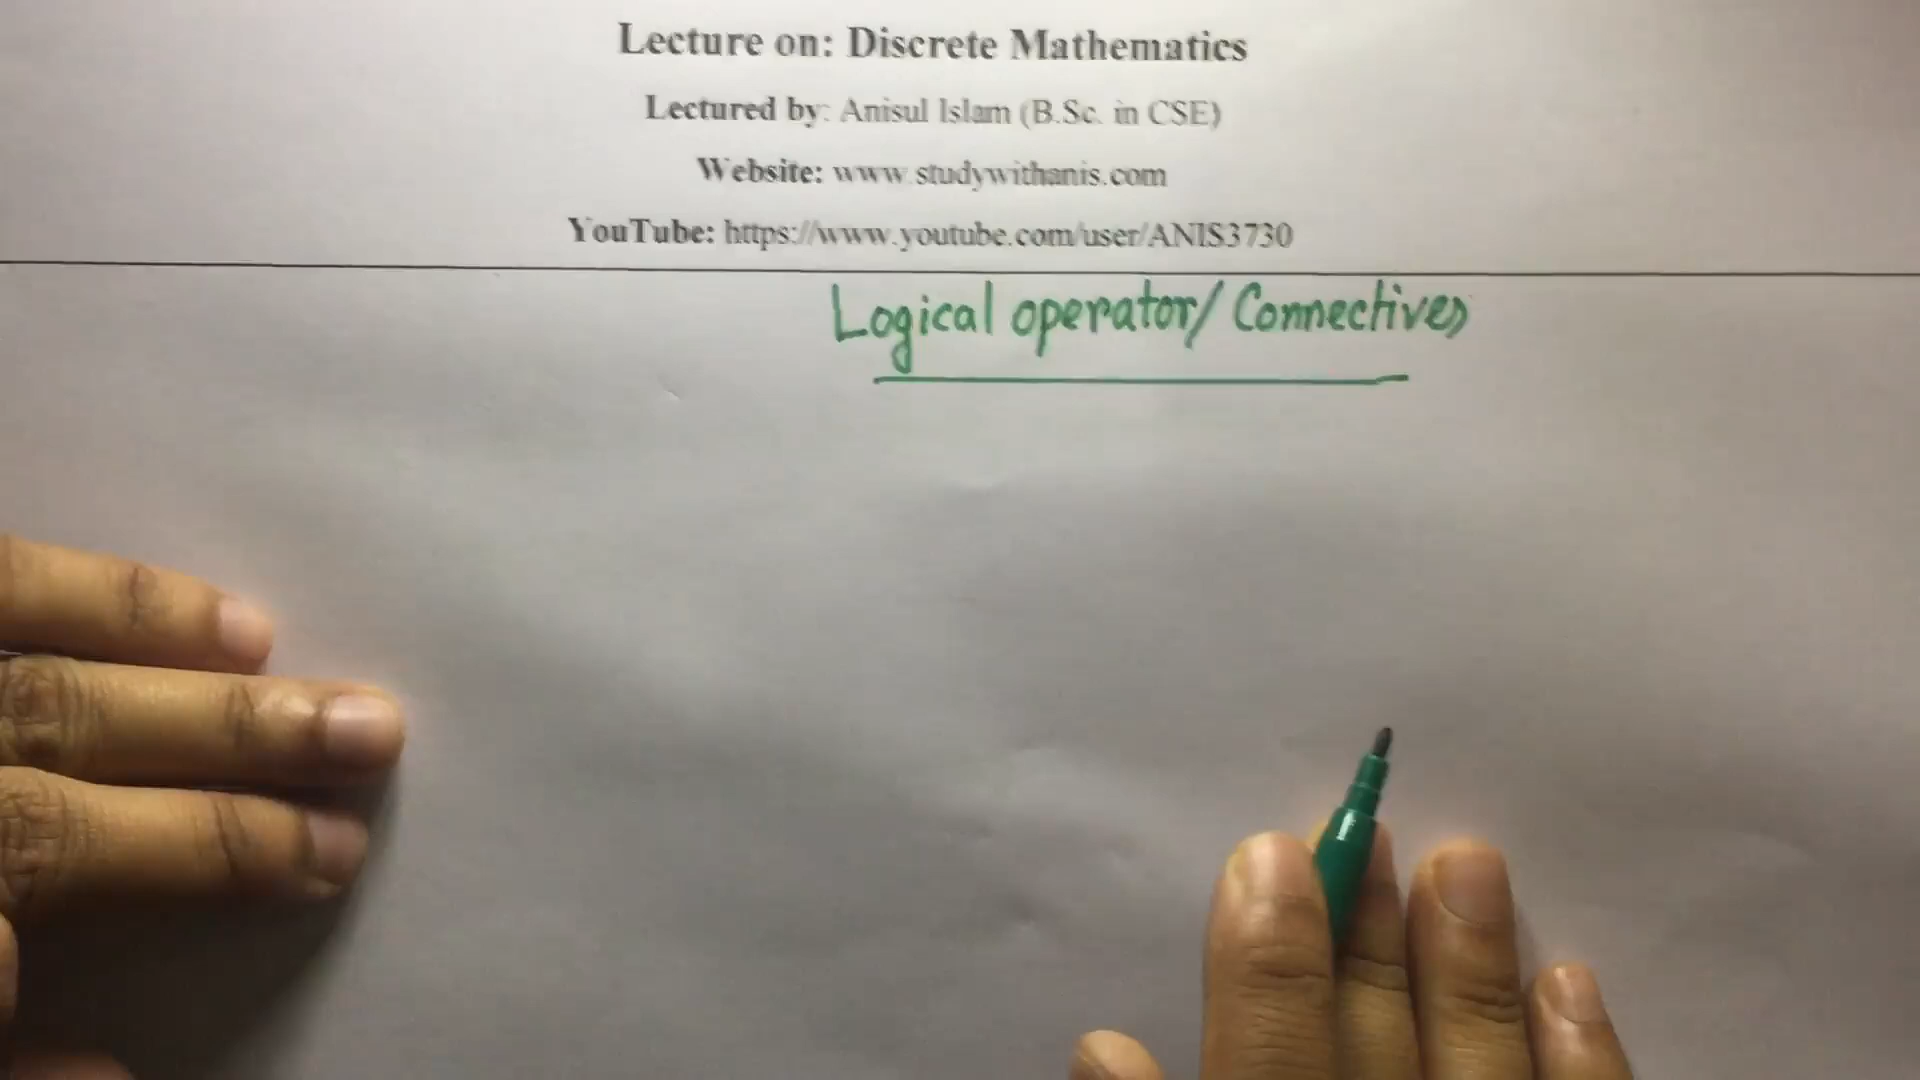 Lecture on: Discrete Mathematics
Lectured by: Anisul Islam (B.Sc. in CSE)
Website: www.studywithanis.com
YouTube: https://www.youtube.com/user/ANIS3730
Logical operator/Connectives